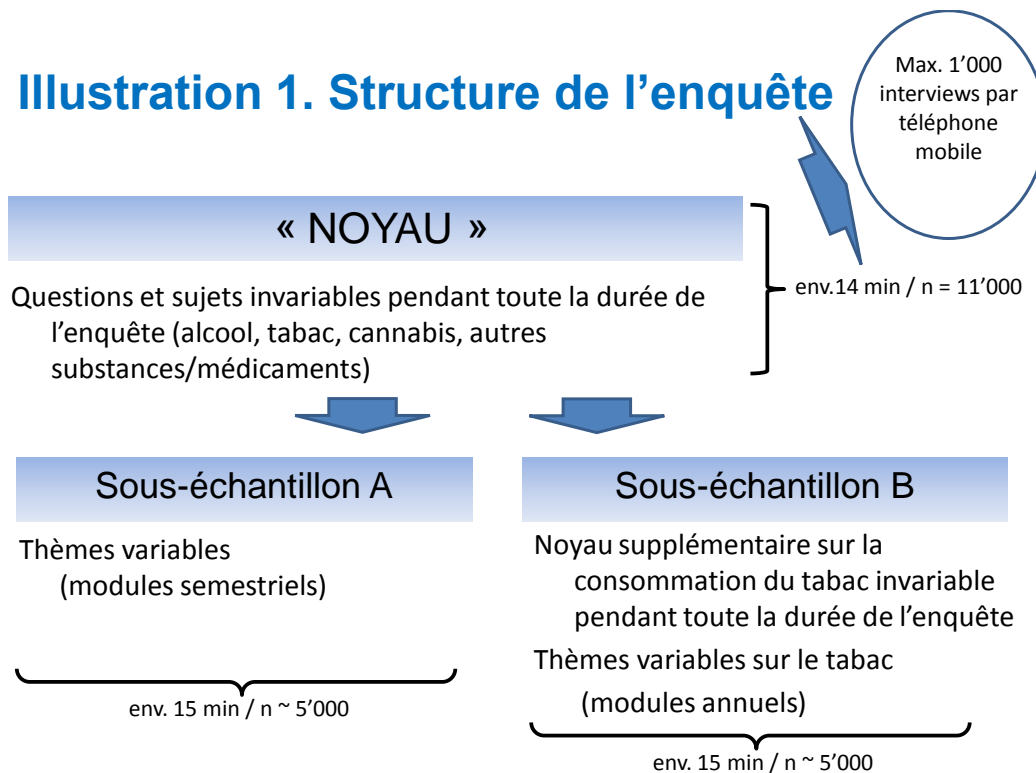 Illustration 1. Structure de l’enquête
Max. 1’000
interviews par
téléphone
mobile
« NOYAU »
Questions et sujets invariables pendant toute la durée de
l’enquête (alcool, tabac, cannabis, autres
substances/médicaments)
env.14 min / n = 11’000
Sous-échantillon A
Thèmes variables
(modules semestriels)
env. 15 min / n ~ 5’000
Sous-échantillon B
Noyau supplémentaire sur la
consommation du tabac invariable
pendant toute la durée de l’enquête
Thèmes variables sur le tabac
(modules annuels)
env. 15 min / n ~ 5’000